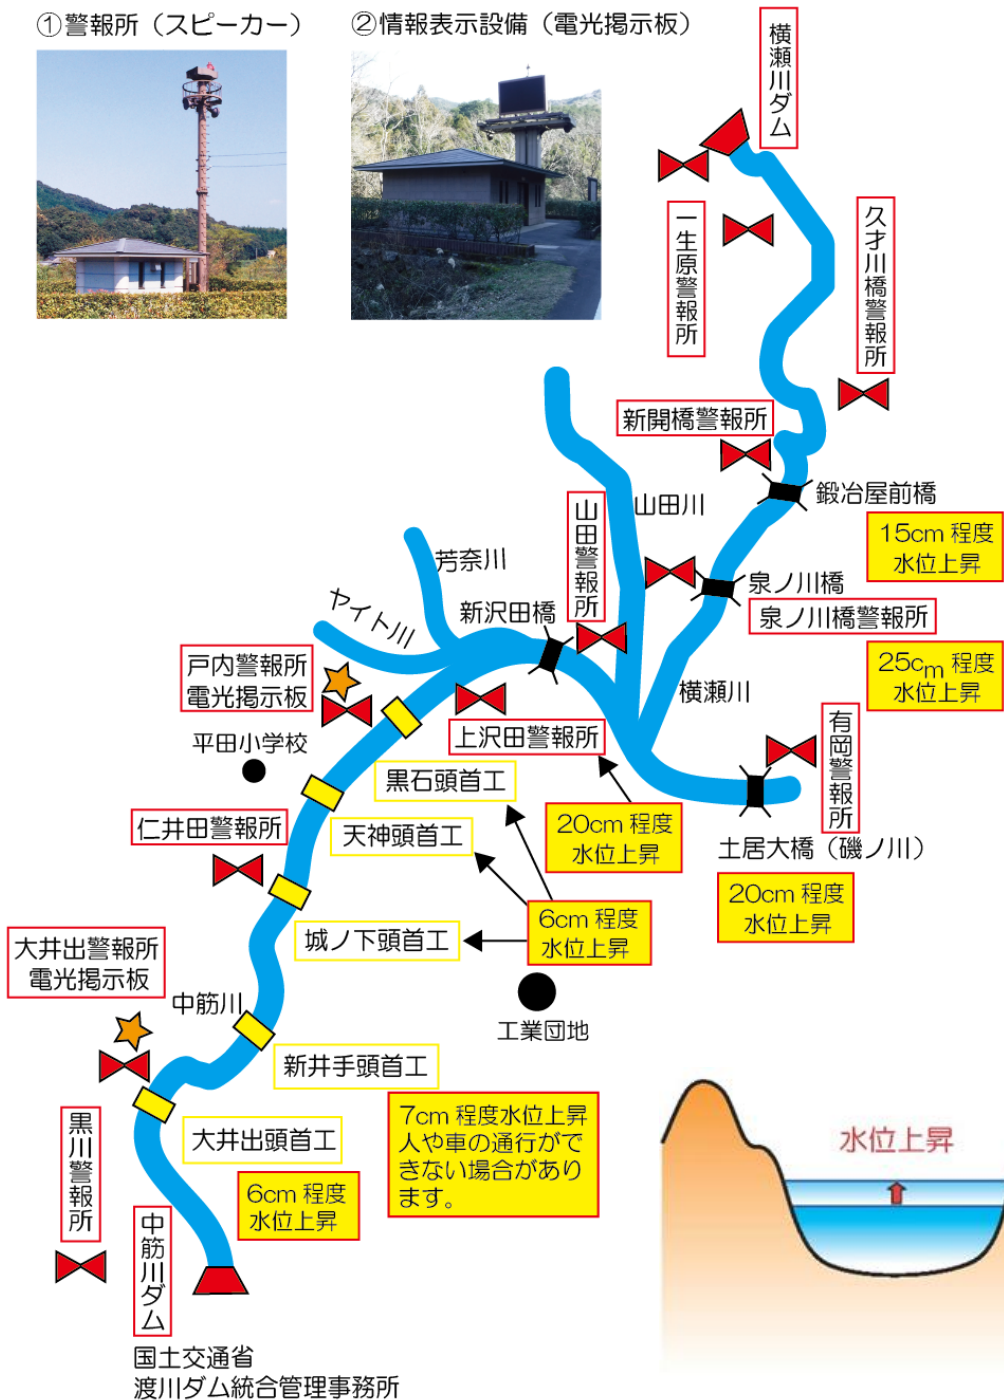 ①警報所（スピーカー）
②情報表示設備（電光掲示板）
横瀬川ダム
一生原警報所
久才川橋警報所
新開橋警報所
鍛冶屋前橋
15cm 程度
水位上昇
山田川
山田警報所
芳奈川
ヤイト川
新沢田橋
泉ノ川橋
泉ノ川橋警報所
25cm 程度
水位上昇
横瀬川
戸内警報所
電光掲示板
平田小学校
上沢田警報所
有岡警報所
黒石頭首工
天神頭首工
20cm 程度
水位上昇
土居大橋（磯ノ川）
20cm 程度
水位上昇
仁井田警報所
6cm 程度
水位上昇
城ノ下頭首工
大井出警報所
電光掲示板
中筋川
工業団地
新井手頭首工
7cm 程度水位上昇
人や車の通行がで
きない場合があり
ます。
大井出頭首工
6cm 程度
水位上昇
黒川警報所
中筋川ダム
水位上昇
国土交通省
渡川ダム統合管理事務所